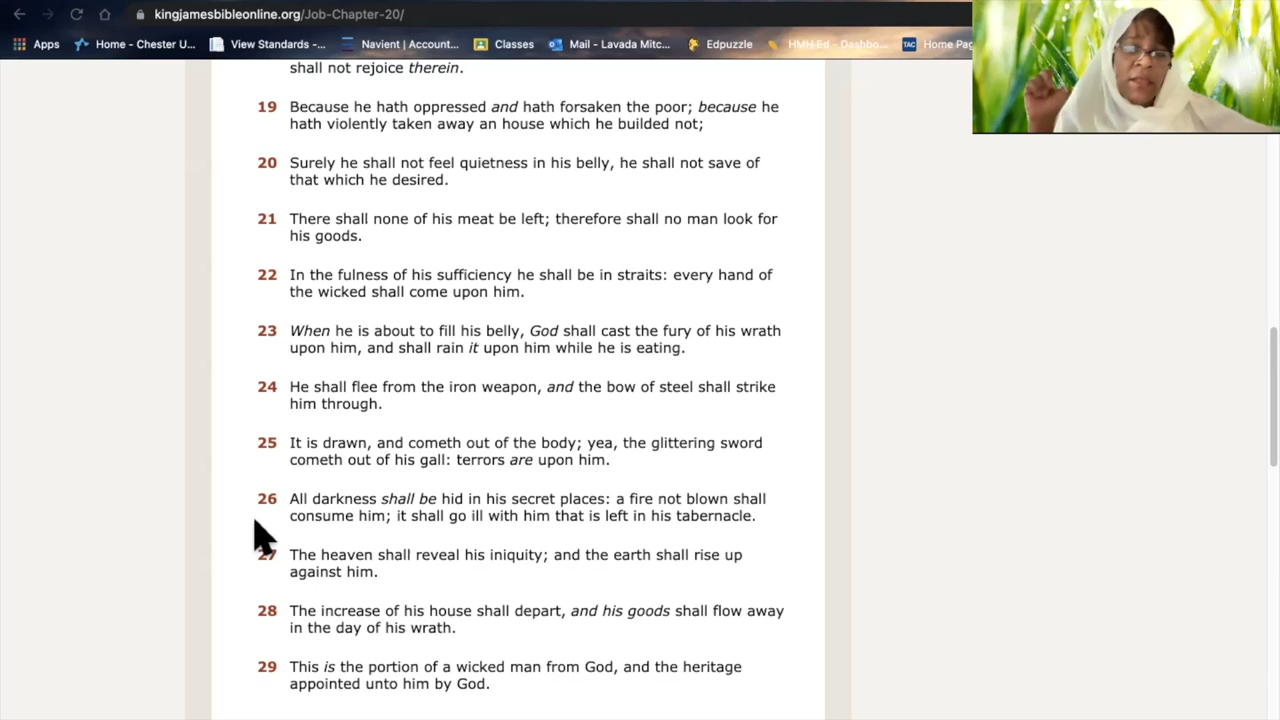 kingjamesbibleonline.org/Job-Chapter-20/
Apps Home - Chester U... View Standards -... Navient | Account... Classes Mail - Lavada Mitc... Edpuzzle HMH Ed - Dashbo... TAC Home Pag
shall not rejoice therein.
19 Because he hath oppressed and hath forsaken the poor; because he
hath violently taken away an house which he builded not;
20 Surely he shall not feel quietness in his belly, he shall not save of
that which he desired.
21 There shall none of his meat be left; therefore shall no man look for
his goods.
22 In the fulness of his sufficiency he shall be in straits: every hand of
the wicked shall come upon him.
23 When he is about to fill his belly, God shall cast the fury of his wrath
upon him, and shall rain it upon him while he is eating.
24 He shall flee from the iron weapon, and the bow of steel shall strike
him through.
25 It is drawn, and cometh out of the body; yea, the glittering sword
cometh out of his gall: terrors are upon him.
26 All darkness shall be hid in his secret places: a fire not blown shall
consume him; it shall go ill with him that is left in his tabernacle.
27 The heaven shall reveal his iniquity; and the earth shall rise up
against him.
28 The increase of his house shall depart, and his goods shall flow away
in the day of his wrath.
29 This is the portion of a wicked man from God, and the heritage
appointed unto him by God.